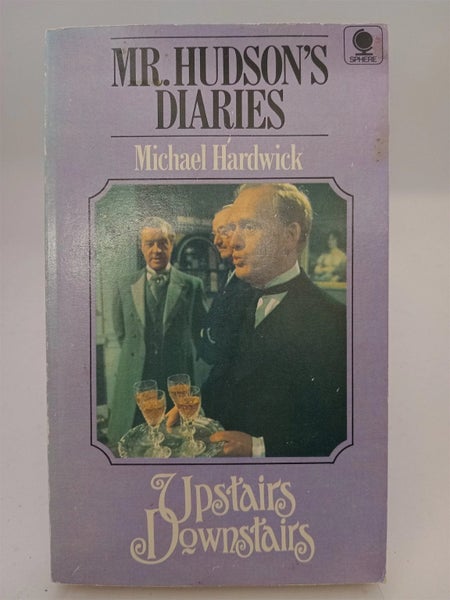 SPHERE
MR. HUDSON'S
DIARIES
Michael Hardwick
Upstairs
Downstairs